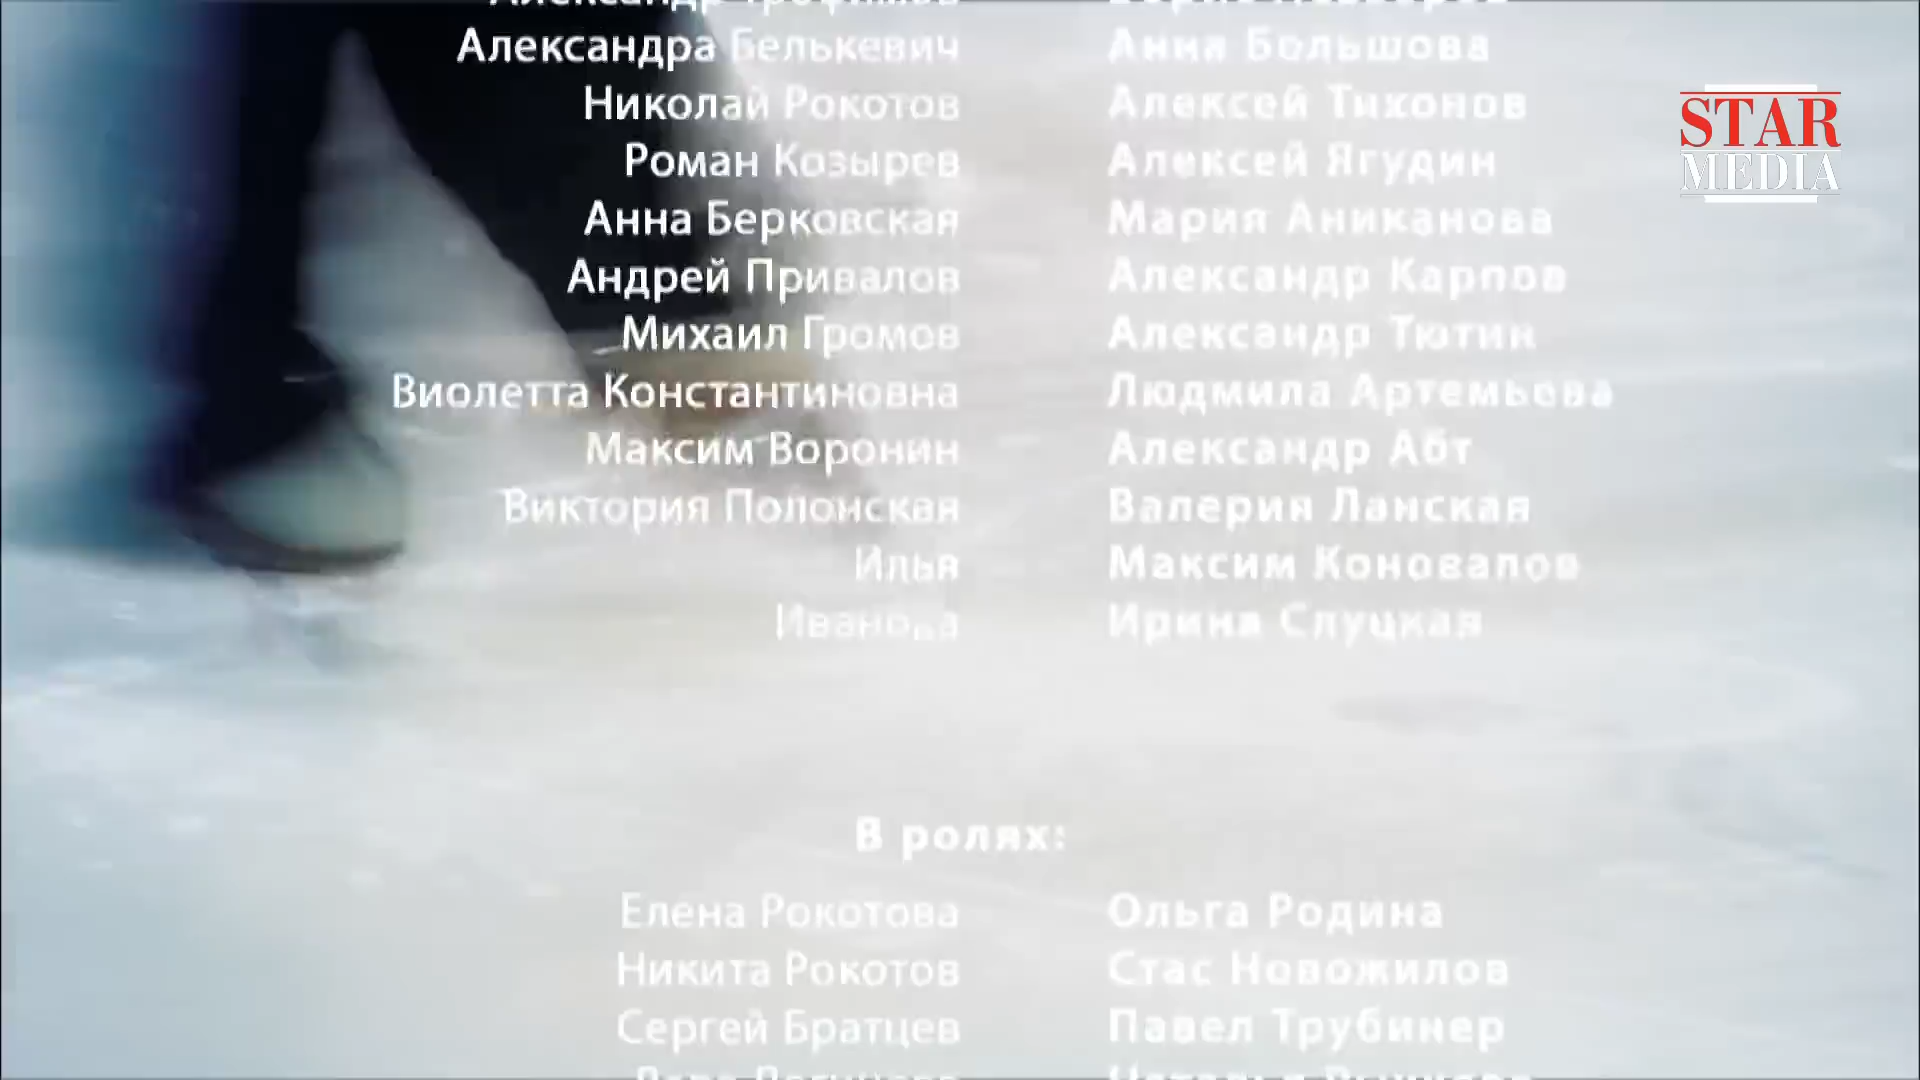 Александра Белькевич Анна Большова
Николай Рокотов Алексей Тихонов
Роман Козырев Алексей Ягудин
Анна Берковская Мария Аниканова
Андрей Привалов Александр Карпов
Михаил Громов Александр Тютин
Виолетта Константиновна Людмила Артемьева
Максим Воронин Александр Абт
Виктория Полонская Валерия Ланская
Илья Максим Коновалов
Иванова Ирина Слуцкая
В ролях:
Елена Рокотова Ольга Родина
Никита Рокотов Стас Новожилов
Сергей Братцев Павел Трубинер
STAR
MEDIA